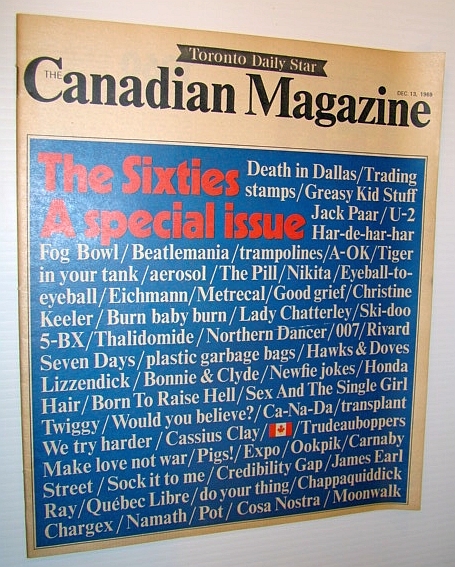 Toronto Daily Star
THE Canadian Magazine
DEC. 13, 1969
The Sixties
A special issue
Death in Dallas/Trading
stamps/Greasy Kid Stuff
Jack Paar/U-2
Har-de-har-har
Fog Bowl/Beatlemania/trampolines/A-OK/Tiger
in your tank/aerosol/The Pill/Nikita/Eyeball-to-
eyeball/Eichmann/Metrecal/Good grief/Christine
Keeler/Burn baby burn/Lady Chatterley/Ski-doo
5-BX/Thalidomide/Northern Dancer/007/Rivard
Seven Days/plastic garbage bags/Hawks & Doves
Lizzendick/Bonnie & Clyde/Newfie jokes/Honda
Hair/Born To Raise Hell/Sex And The Single Girl
Twiggy/Would you believe?/Ca-Na-Da/transplant
We try harder/Cassius Clay/ /Trudeauboppers
Make love not war/Pigs!/Expo/Ookpik/Carnaby
Street/Sock it to me/Credibility Gap/James Earl
Ray/Québec Libre/do your thing/Chappaquiddick
Chargex/Namath/Pot/Cosa Nostra/Moonwalk